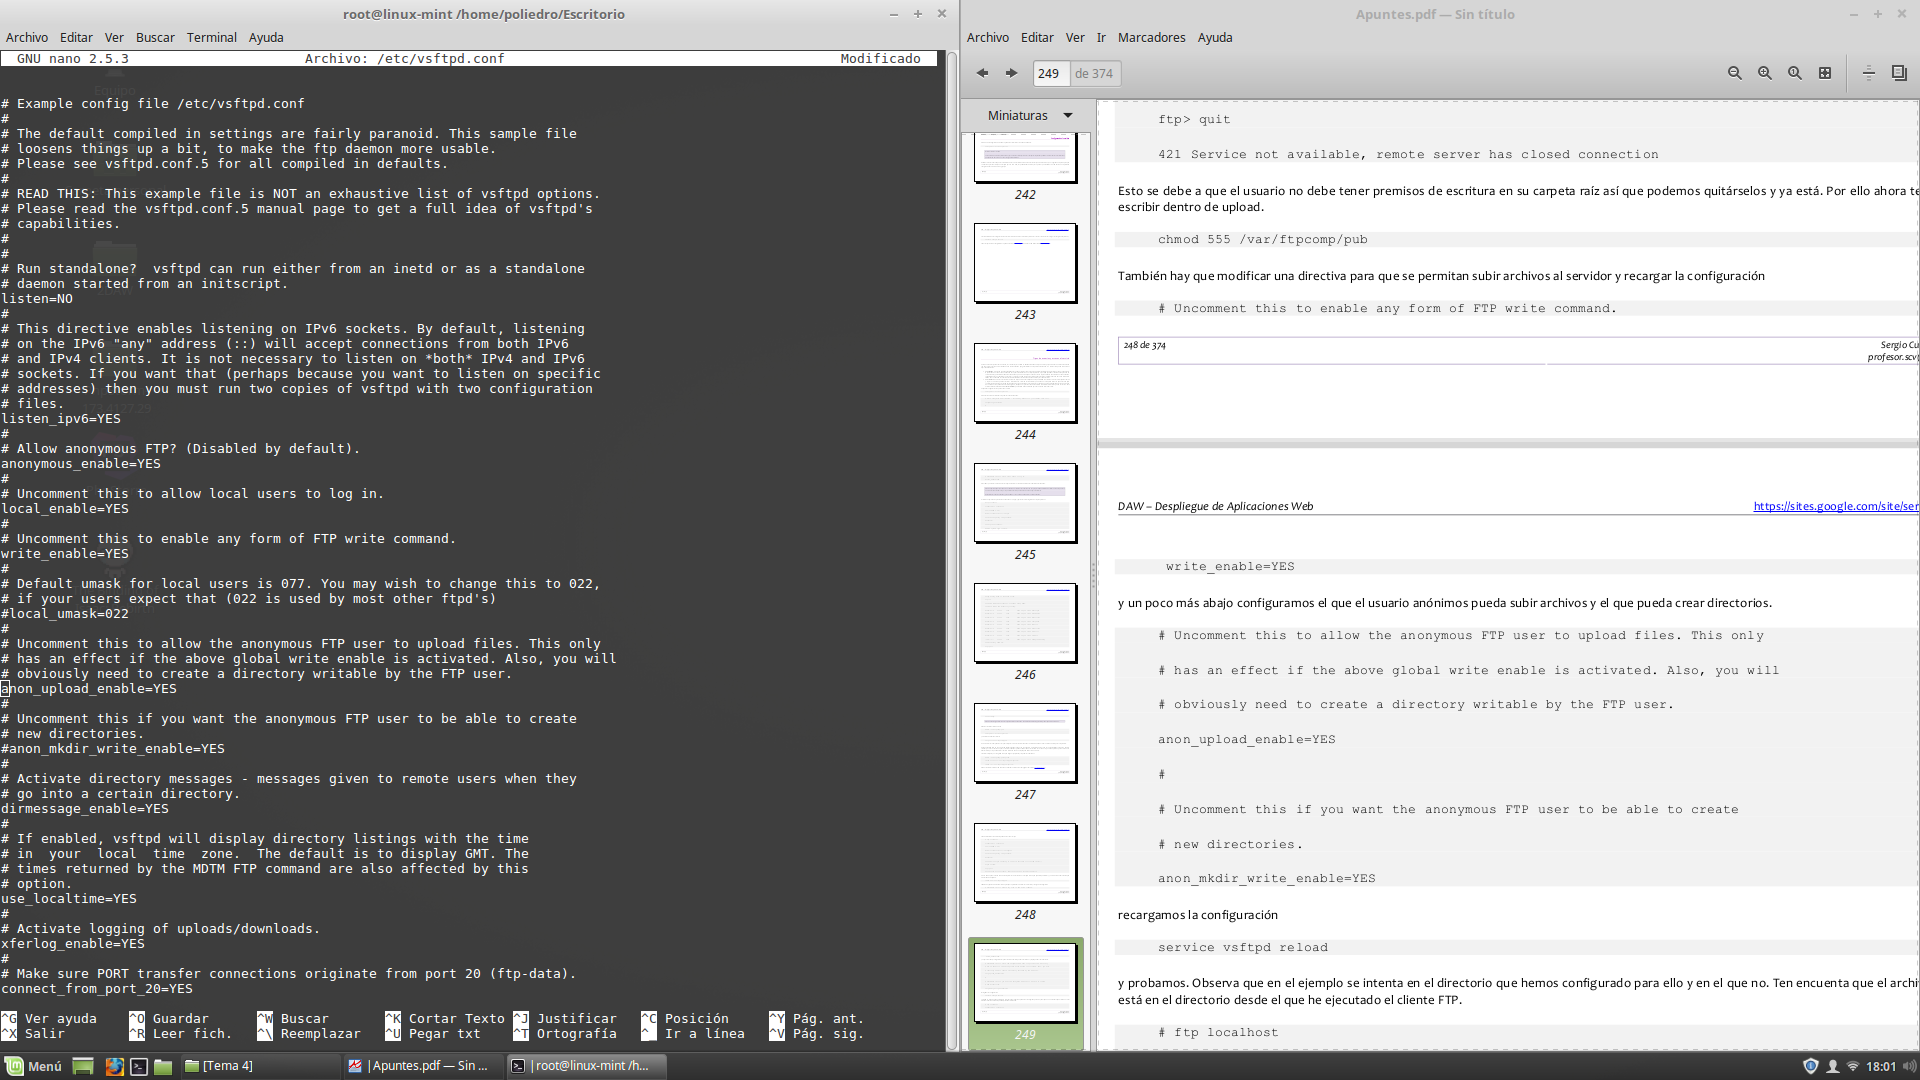 root@linux-mint /home/poliedro/Escritorio
Archivo Editar Ver Buscar Terminal Ayuda
GNU nano 2.5.3 Archivo: /etc/vsftpd.conf Modificado
# Example config file /etc/vsftpd.conf
#
# The default compiled in settings are fairly paranoid. This sample file
# loosens things up a bit, to make the ftp daemon more usable.
# Please see vsftpd.conf.5 for all compiled in defaults.
#
# READ THIS: This example file is NOT an exhaustive list of vsftpd options.
# Please read the vsftpd.conf.5 manual page to get a full idea of vsftpd's
# capabilities.
#
#
# Run standalone?  vsftpd can run either from an inetd or as a standalone
# daemon started from an initscript.
listen=NO
#
# This directive enables listening on IPv6 sockets. By default, listening
# on the IPv6 "any" address (::) will accept connections from both IPv6
# and IPv4 clients. It is not necessary to listen on *both* IPv4 and IPv6
# sockets. If you want that (perhaps because you want to listen on specific
# addresses) then you must run two copies of vsftpd with two configuration
# files.
listen_ipv6=YES
#
# Allow anonymous FTP? (Disabled by default).
anonymous_enable=YES
#
# Uncomment this to allow local users to log in.
local_enable=YES
#
# Uncomment this to enable any form of FTP write command.
write_enable=YES
#
# Default umask for local users is 077. You may wish to change this to 022,
# if your users expect that (022 is used by most other ftpd's)
#local_umask=022
#
# Uncomment this to allow the anonymous FTP user to upload files. This only
# has an effect if the above global write enable is activated. Also, you will
# obviously need to create a directory writable by the FTP user.
anon_upload_enable=YES
#
# Uncomment this if you want the anonymous FTP user to be able to create
# new directories.
#anon_mkdir_write_enable=YES
#
# Activate directory messages - messages given to remote users when they
# go into a certain directory.
dirmessage_enable=YES
#
# If enabled, vsftpd will display directory listings with the time
# in  your  local  time  zone.  The default is to display GMT. The
# times returned by the MDTM FTP command are also affected by this
# option.
use_localtime=YES
#
# Activate logging of uploads/downloads.
xferlog_enable=YES
#
# Make sure PORT transfer connections originate from port 20 (ftp-data).
connect_from_port_20=YES
^G Ver ayuda ^O Guardar ^W Buscar ^K Cortar Texto ^J Justificar ^C Posición ^Y Pág. ant.
^X Salir ^R Leer fich. ^\ Reemplazar ^U Pegar txt ^T Ortografía ^_ Ir a línea ^V Pág. sig.
Apuntes.pdf — Sin título
Archivo Editar Ver Ir Marcadores Ayuda
249 de 374
Miniaturas
242
243
244
245
246
247
248
249
ftp> quit
421 Service not available, remote server has closed connection
Esto se debe a que el usuario no debe tener premisos de escritura en su carpeta raíz así que podemos quitárselos y ya está. Por ello ahora te
escribir dentro de upload.
chmod 555 /var/ftpcomp/pub
También hay que modificar una directiva para que se permitan subir archivos al servidor y recargar la configuración
# Uncomment this to enable any form of FTP write command.
248 de 374 Sergio Cu
profesor.scv
DAW – Despliegue de Aplicaciones Web https://sites.google.com/site/ser
write_enable=YES
y un poco más abajo configuramos el que el usuario anónimos pueda subir archivos y el que pueda crear directorios.
# Uncomment this to allow the anonymous FTP user to upload files. This only
# has an effect if the above global write enable is activated. Also, you will
# obviously need to create a directory writable by the FTP user.
anon_upload_enable=YES
#
# Uncomment this if you want the anonymous FTP user to be able to create
# new directories.
anon_mkdir_write_enable=YES
recargamos la configuración
service vsftpd reload
y probamos. Observa que en el ejemplo se intenta en el directorio que hemos configurado para ello y en el que no. Ten encuenta que el archi
está en el directorio desde el que he ejecutado el cliente FTP.
# ftp localhost
Menú [Tema 4] Apuntes.pdf — Sin ... root@linux-mint /h... 18:01